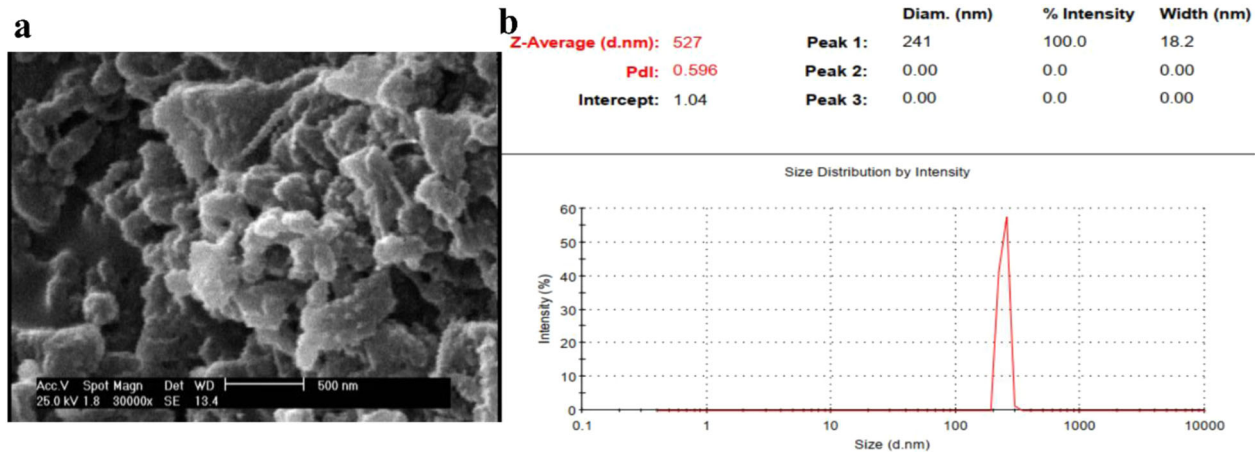 a
Acc.V Spot Magn Det WD 500 nm
25.0 kV 1.8 30000x SE 13.4
b
Diam. (nm) % Intensity Width (nm)
Z-Average (d.nm): 527 Peak 1: 241 100.0 18.2
PdI: 0.596 Peak 2: 0.00 0.0 0.00
Intercept: 1.04 Peak 3: 0.00 0.0 0.00
Size Distribution by Intensity
Intensity (%)
60
50
40
30
20
10
0
0.1 1 10 100 1000 10000
Size (d.nm)